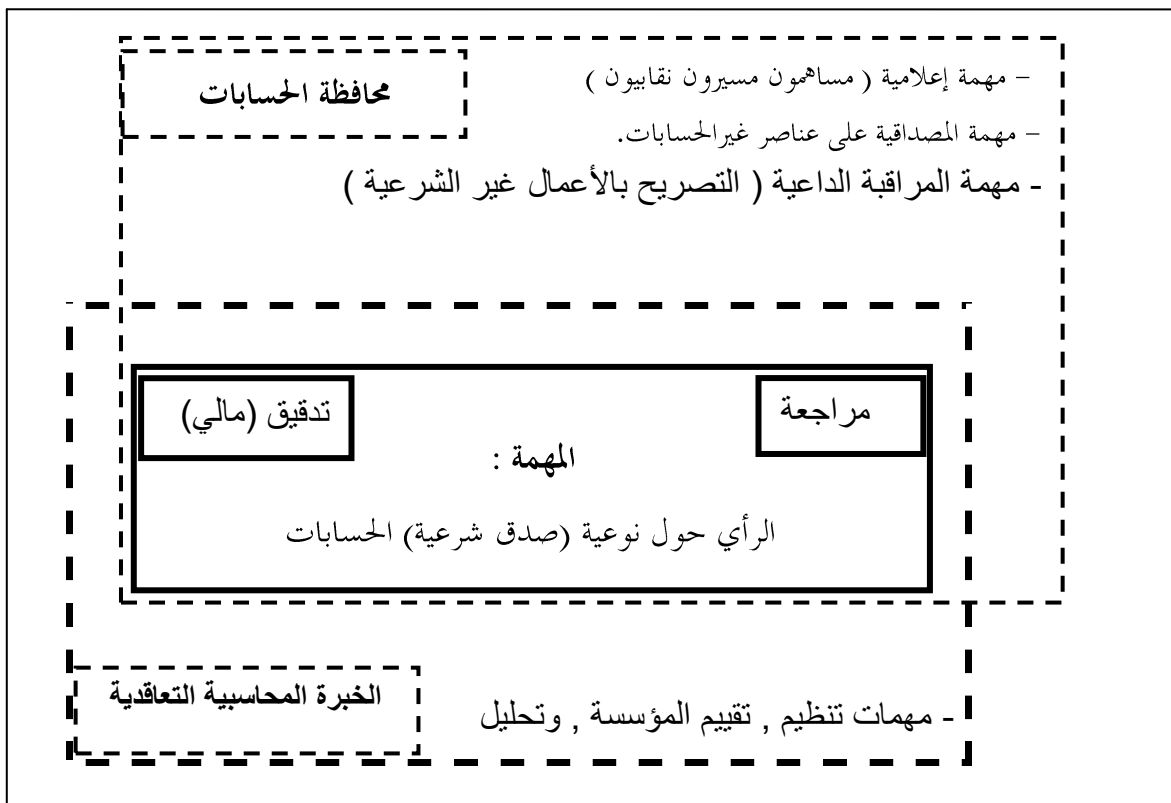 - مهمة إعلامية ( مساهمون مسيرون نقابيون )
محافظة الحسابات
- مهمة المصداقية على عناصر غيرالحسابات.
- مهمة المراقبة الداعية ( التصريح بالأعمال غير الشرعية )
مراجعة
تدقيق (مالي)
المهمة :
الرأي حول نوعية (صدق شرعية) الحسابات
الخبرة المحاسبية التعاقدية
- مهمات تنظيم , تقييم المؤسسة , وتحليل